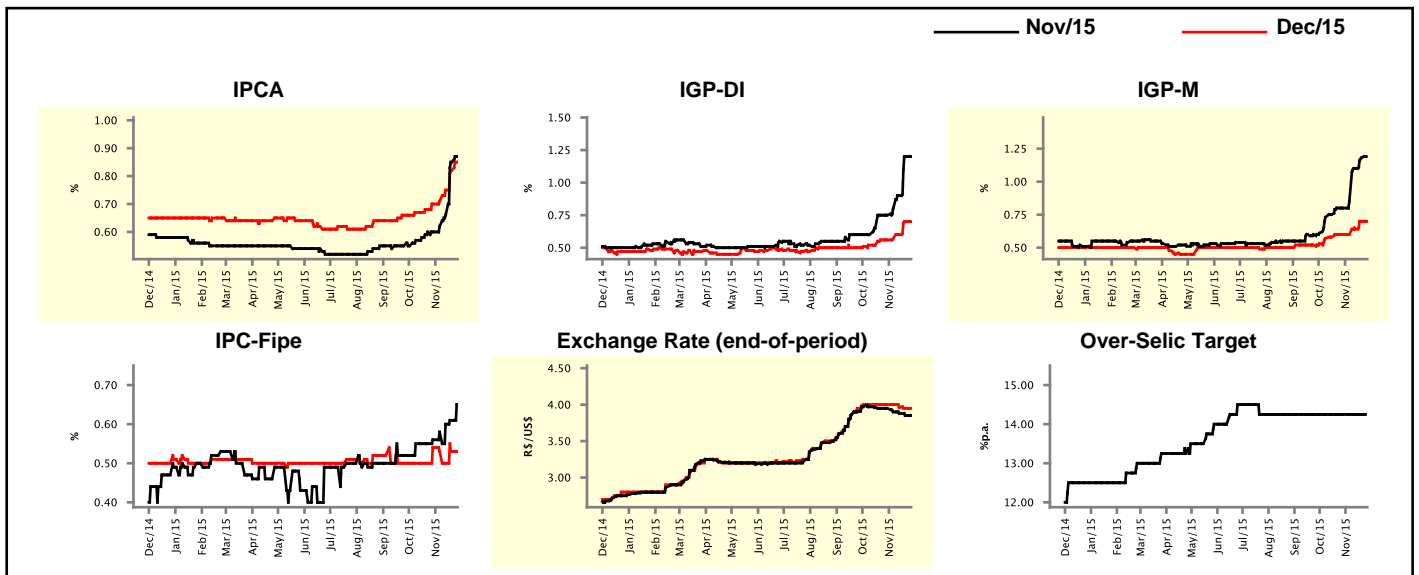 Nov/15 Dec/15
IPCA IGP-DI IGP-M
1.00
0.90
0.80
0.70
0.60
%
Dec/14 Jan/15 Feb/15 Mar/15 Apr/15 May/15 Jun/15 Jul/15 Aug/15 Sep/15 Oct/15 Nov/15
1.50
1.25
1.00
0.75
0.50
%
Dec/14 Jan/15 Feb/15 Mar/15 Apr/15 May/15 Jun/15 Jul/15 Aug/15 Sep/15 Oct/15 Nov/15
1.25
1.00
0.75
0.50
%
Dec/14 Jan/15 Feb/15 Mar/15 Apr/15 May/15 Jun/15 Jul/15 Aug/15 Sep/15 Oct/15 Nov/15
IPC-Fipe Exchange Rate (end-of-period) Over-Selic Target
0.70
0.60
0.50
0.40
%
Dec/14 Jan/15 Feb/15 Mar/15 Apr/15 May/15 Jun/15 Jul/15 Aug/15 Sep/15 Oct/15 Nov/15
4.50
4.00
3.50
3.00
R$/US$
Dec/14 Jan/15 Feb/15 Mar/15 Apr/15 May/15 Jun/15 Jul/15 Aug/15 Sep/15 Oct/15 Nov/15
15.00
14.00
13.00
12.00
%p.a.
Dec/14 Jan/15 Feb/15 Mar/15 Apr/15 May/15 Jun/15 Jul/15 Aug/15 Sep/15 Oct/15 Nov/15